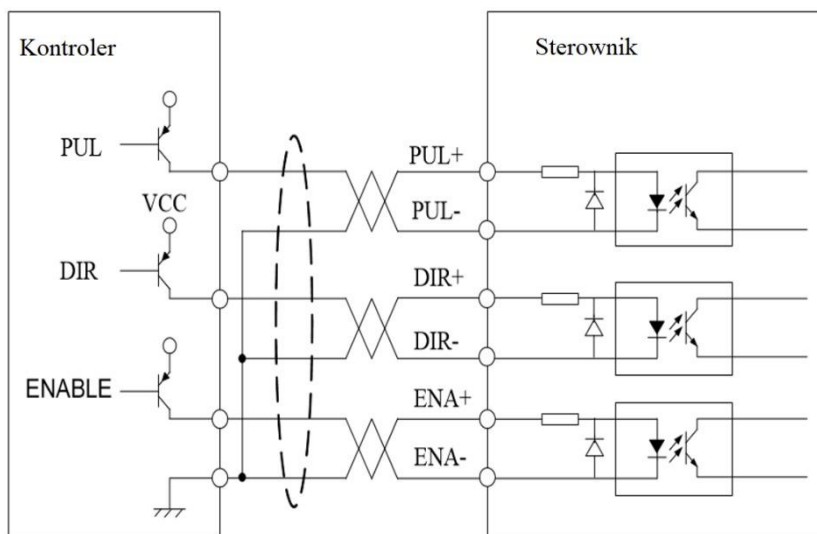 Kontroler
Sterownik
PUL
PUL+
VCC
PUL-
DIR
DIR+
DIR-
ENABLE
ENA+
ENA-